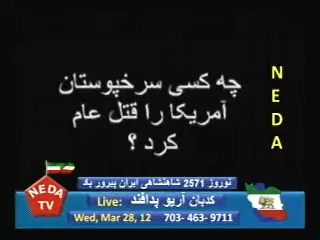 چه کسی سرخپوستان
آمریکا را قتل عام
کرد ؟
N
E
D
A
NEDA
TV
نوروز 2571 شاهنشاهی ایران پیروز باد
Live: کدبان آریو پدافند
Wed, Mar 28, 12 703- 463- 9711